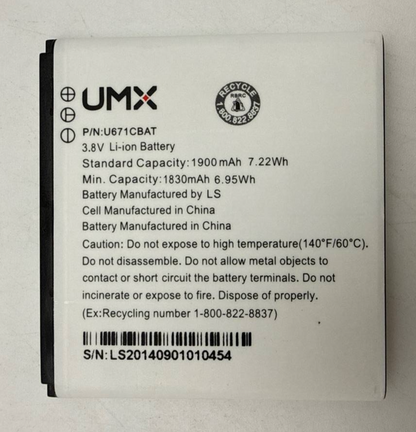 UMX
RECYCLE
RBRC
1.800.822.8837
P/N:U671CBAT
3.8V Li-ion Battery
Standard Capacity:1900mAh 7.22Wh
Min. Capacity:1830mAh 6.95Wh
Battery Manufactured by LS
Cell Manufactured in China
Battery Manufactured in China
Caution: Do not expose to high temperature(140°F/60°C).
Do not disassemble. Do not allow metal objects to
contact or short circuit the battery terminals. Do not
incinerate or expose to fire. Dispose of properly.
(Ex:Recycling number 1-800-822-8837)
S/N:LS20140901010454